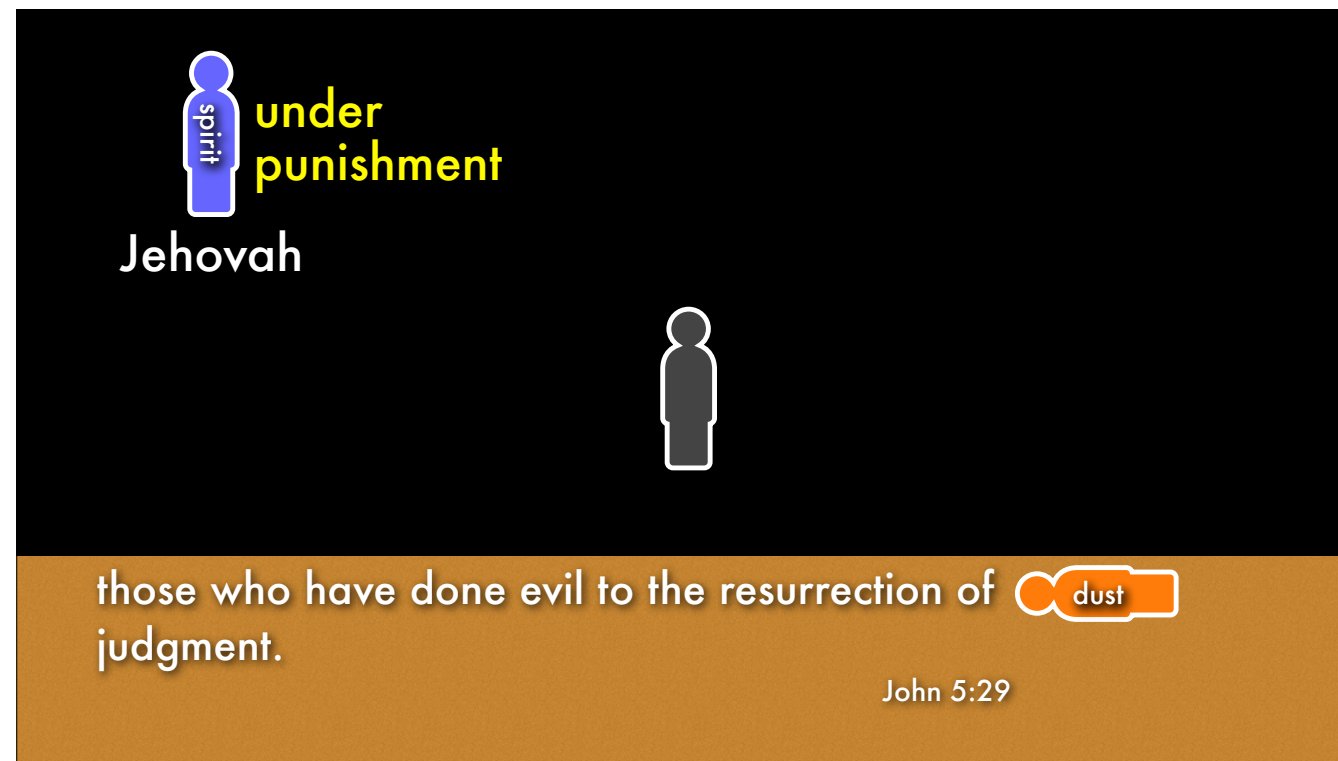 spirit
under
punishment
Jehovah
those who have done evil to the resurrection of
dust
judgment.
John 5:29